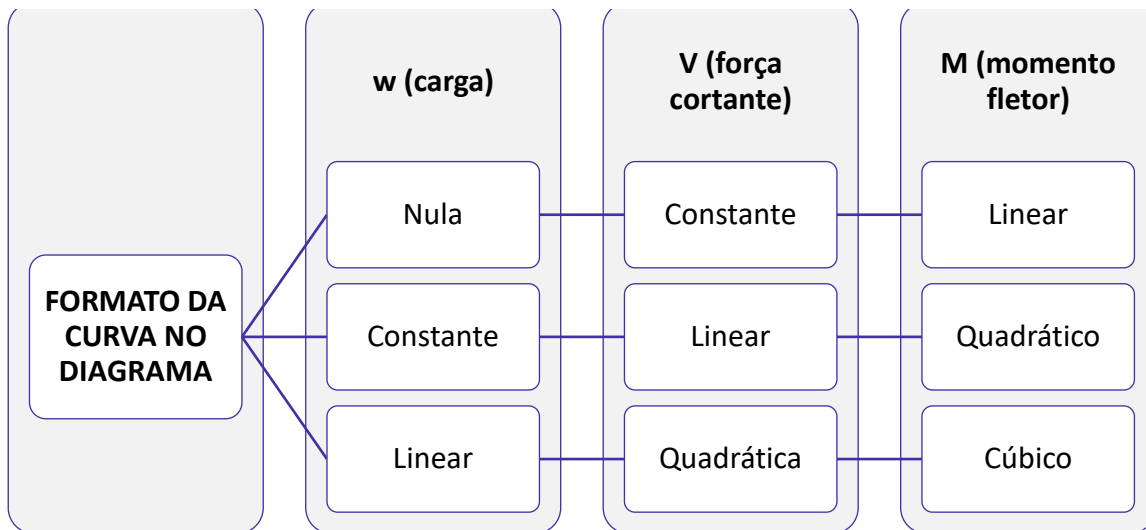 w (carga)
V (força
cortante)
M (momento
fletor)
FORMATO DA
CURVA NO
DIAGRAMA
Nula
Constante
Linear
Constante
Linear
Quadrático
Linear
Quadrática
Cúbico